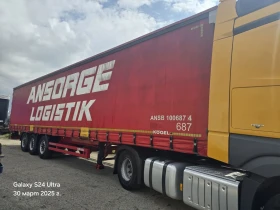 ANSORGE
LOGISTIK
ANSB 100687 4
687
KÖGEL
Galaxy S24 Ultra
30 март 2025 г.